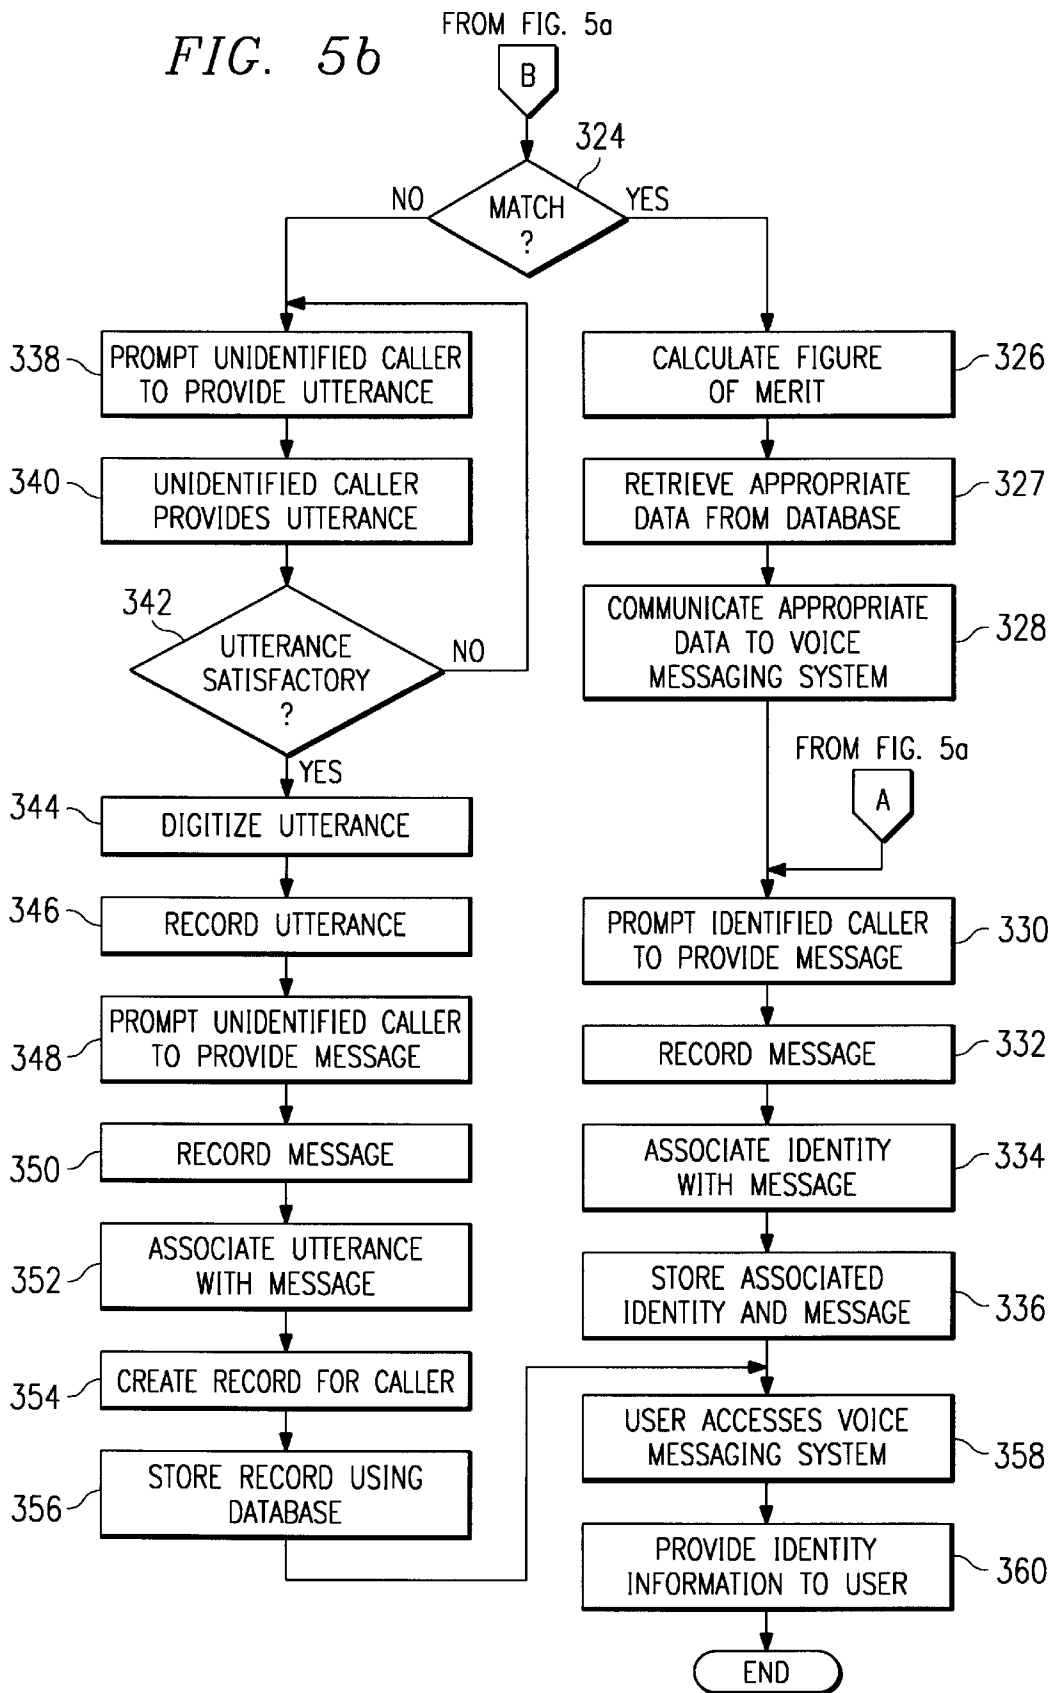 FROM FIG. 5a
FIG. 5b
B
324
NO
MATCH
?
YES
338
PROMPT UNIDENTIFIED CALLER
TO PROVIDE UTTERANCE
340
UNIDENTIFIED CALLER
PROVIDES UTTERANCE
342
UTTERANCE
SATISFACTORY
?
NO
YES
344
DIGITIZE UTTERANCE
346
RECORD UTTERANCE
348
PROMPT UNIDENTIFIED CALLER
TO PROVIDE MESSAGE
350
RECORD MESSAGE
352
ASSOCIATE UTTERANCE
WITH MESSAGE
354
CREATE RECORD FOR CALLER
356
STORE RECORD USING
DATABASE
CALCULATE FIGURE
OF MERIT
326
RETRIEVE APPROPRIATE
DATA FROM DATABASE
327
COMMUNICATE APPROPRIATE
DATA TO VOICE
MESSAGING SYSTEM
328
FROM FIG. 5a
A
PROMPT IDENTIFIED CALLER
TO PROVIDE MESSAGE
330
RECORD MESSAGE
332
ASSOCIATE IDENTITY
WITH MESSAGE
334
STORE ASSOCIATED
IDENTITY AND MESSAGE
336
USER ACCESSES VOICE
MESSAGING SYSTEM
358
PROVIDE IDENTITY
INFORMATION TO USER
360
END